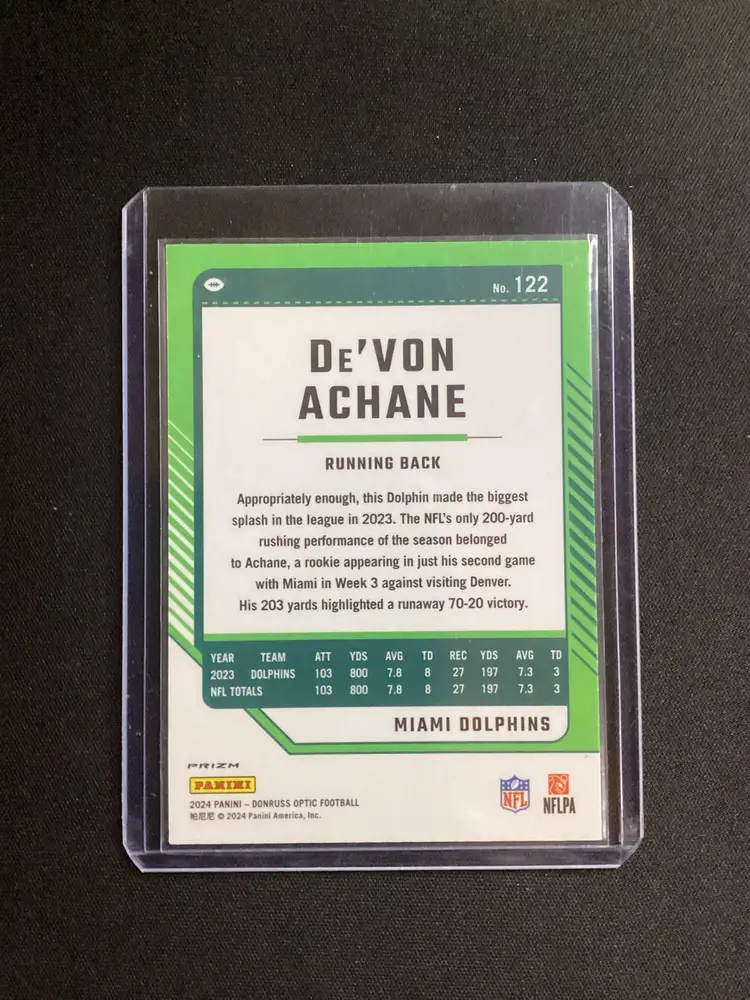 No. 122
De'VON
ACHANE
RUNNING BACK
Appropriately enough, this Dolphin made the biggest
splash in the league in 2023. The NFL's only 200-yard
rushing performance of the season belonged
to Achane, a rookie appearing in just his second game
with Miami in Week 3 against visiting Denver.
His 203 yards highlighted a runaway 70-20 victory.
YEAR TEAM ATT YDS AVG TD REC YDS AVG TD
2023 DOLPHINS 103 800 7.8 8 27 197 7.3 3
NFL TOTALS 103 800 7.8 8 27 197 7.3 3
MIAMI DOLPHINS
PRIZM
PANINI
2024 PANINI – DONRUSS OPTIC FOOTBALL
帕尼尼 © 2024 Panini America, Inc.
NFL
NFLPA